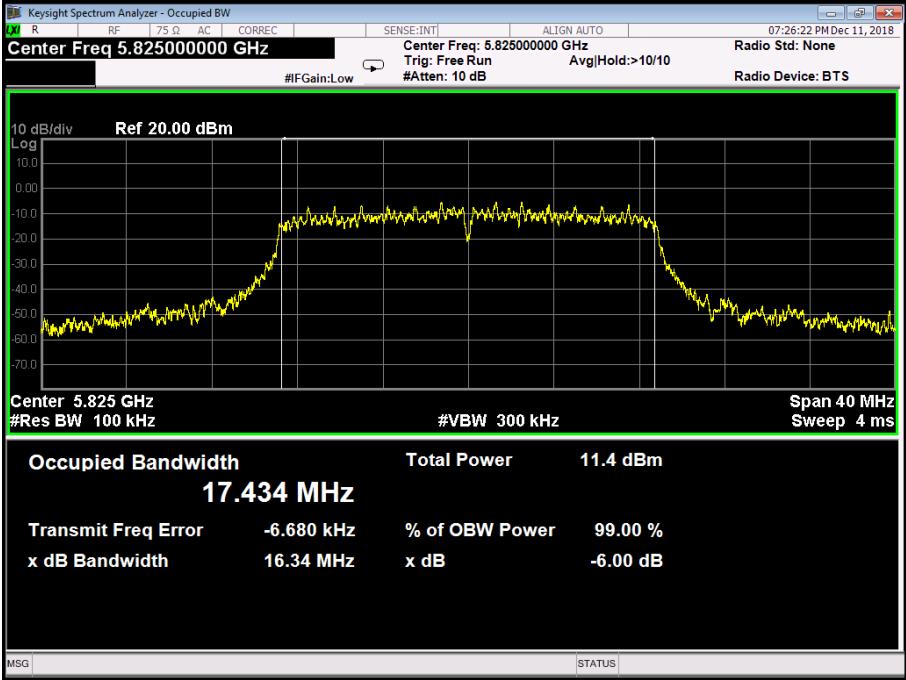 Keysight Spectrum Analyzer - Occupied BW
LXI R RF 75 Ω AC CORREC SENSE:INT ALIGN AUTO 07:26:22 PM Dec 11, 2018
Center Freq 5.825000000 GHz Center Freq: 5.825000000 GHz Radio Std: None
Trig: Free Run Avg|Hold:>10/10
#IFGain:Low #Atten: 10 dB Radio Device: BTS
10 dB/div Ref 20.00 dBm
Log
10.0
0.00
-10.0
-20.0
-30.0
-40.0
-50.0
-60.0
-70.0
Center 5.825 GHz Span 40 MHz
#Res BW 100 kHz #VBW 300 kHz Sweep 4 ms
Occupied Bandwidth Total Power 11.4 dBm
17.434 MHz
Transmit Freq Error -6.680 kHz % of OBW Power 99.00 %
x dB Bandwidth 16.34 MHz x dB -6.00 dB
MSG STATUS